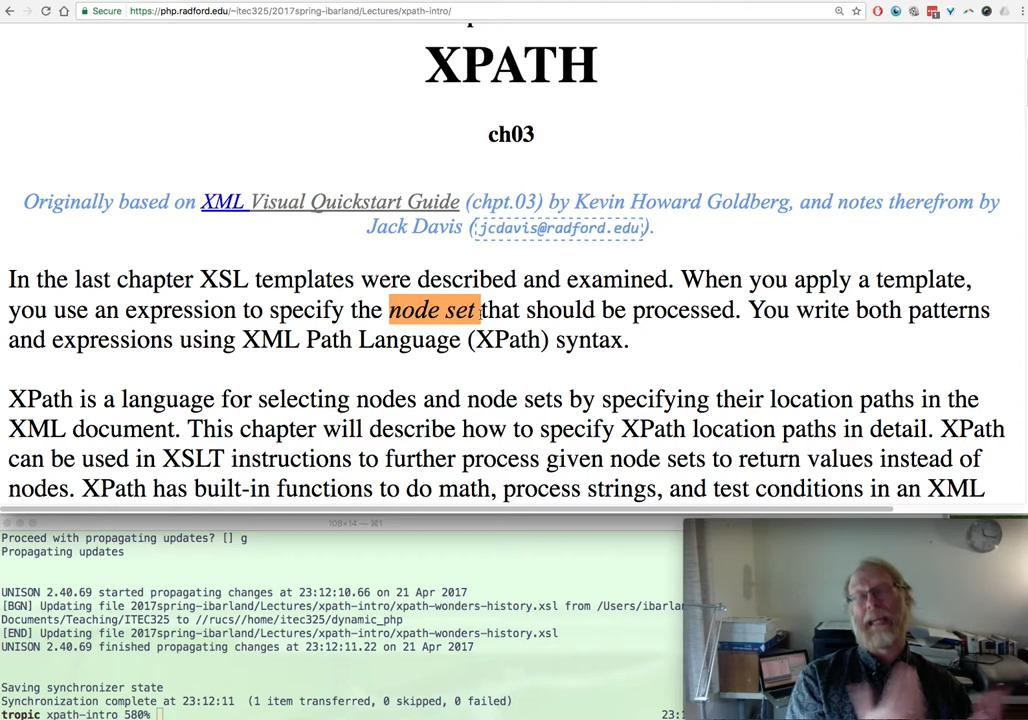 Secure https://php.radford.edu/~itec325/2017spring-ibarland/Lectures/xpath-intro/
XPATH
ch03
Originally based on XML Visual Quickstart Guide (chpt.03) by Kevin Howard Goldberg, and notes therefrom by
Jack Davis (jcdavis@radford.edu).
In the last chapter XSL templates were described and examined. When you apply a template,
you use an expression to specify the node set that should be processed. You write both patterns
and expressions using XML Path Language (XPath) syntax.
XPath is a language for selecting nodes and node sets by specifying their location paths in the
XML document. This chapter will describe how to specify XPath location paths in detail. XPath
can be used in XSLT instructions to further process given node sets to return values instead of
nodes. XPath has built-in functions to do math, process strings, and test conditions in an XML
108×14 — ⌘1
Proceed with propagating updates? [] g
Propagating updates
UNISON 2.40.69 started propagating changes at 23:12:10.66 on 21 Apr 2017
[BGN] Updating file 2017spring-ibarland/Lectures/xpath-intro/xpath-wonders-history.xsl from /Users/ibarlan
Documents/Teaching/ITEC325 to //rucs//home/itec325/dynamic_php
[END] Updating file 2017spring-ibarland/Lectures/xpath-intro/xpath-wonders-history.xsl
UNISON 2.40.69 finished propagating changes at 23:12:11.22 on 21 Apr 2017
Saving synchronizer state
Synchronization complete at 23:12:11 (1 item transferred, 0 skipped, 0 failed)
tropic xpath-intro 580% 23:1